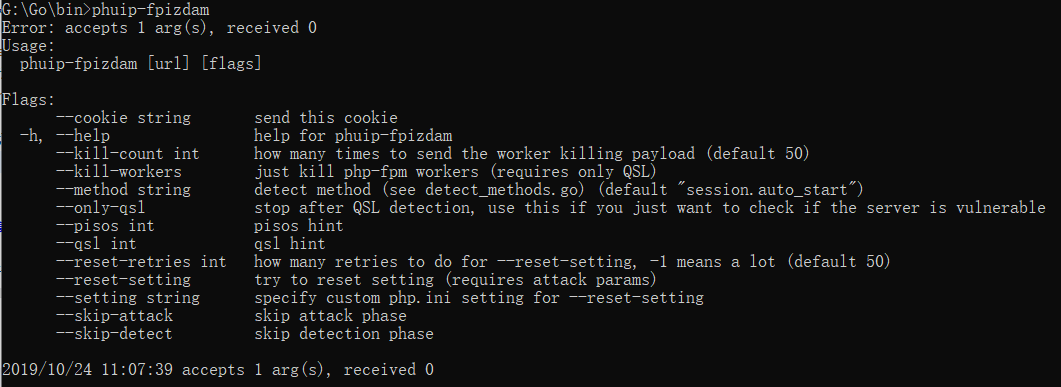 G:\Go\bin>phuip-fpizdam
Error: accepts 1 arg(s), received 0
Usage:
  phuip-fpizdam [url] [flags]

Flags:
      --cookie string       send this cookie
  -h, --help                help for phuip-fpizdam
      --kill-count int      how many times to send the worker killing payload (default 50)
      --kill-workers        just kill php-fpm workers (requires only QSL)
      --method string       detect method (see detect_methods.go) (default "session.auto_start")
      --only-qsl            stop after QSL detection, use this if you just want to check if the server is vulnerable
      --pisos int           pisos hint
      --qsl int             qsl hint
      --reset-retries int   how many retries to do for --reset-setting, -1 means a lot (default 50)
      --reset-setting       try to reset setting (requires attack params)
      --setting string      specify custom php.ini setting for --reset-setting
      --skip-attack         skip attack phase
      --skip-detect         skip detection phase

2019/10/24 11:07:39 accepts 1 arg(s), received 0